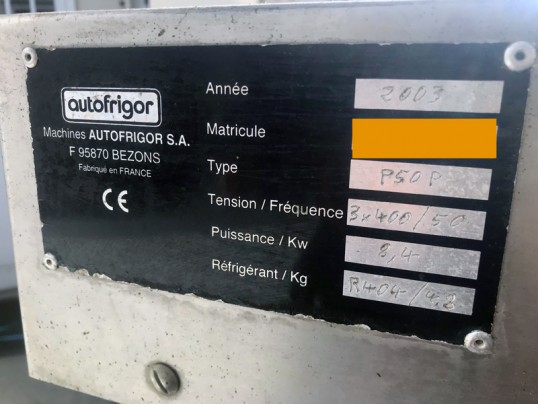 autofrigor
Machines AUTOFRIGOR S.A.
F 95870 BEZONS
Fabriqué en FRANCE
CE
Année 2003
Matricule
Type P50P
Tension / Fréquence 3x400/50
Puissance / Kw 8,4
Réfrigérant / Kg R404/